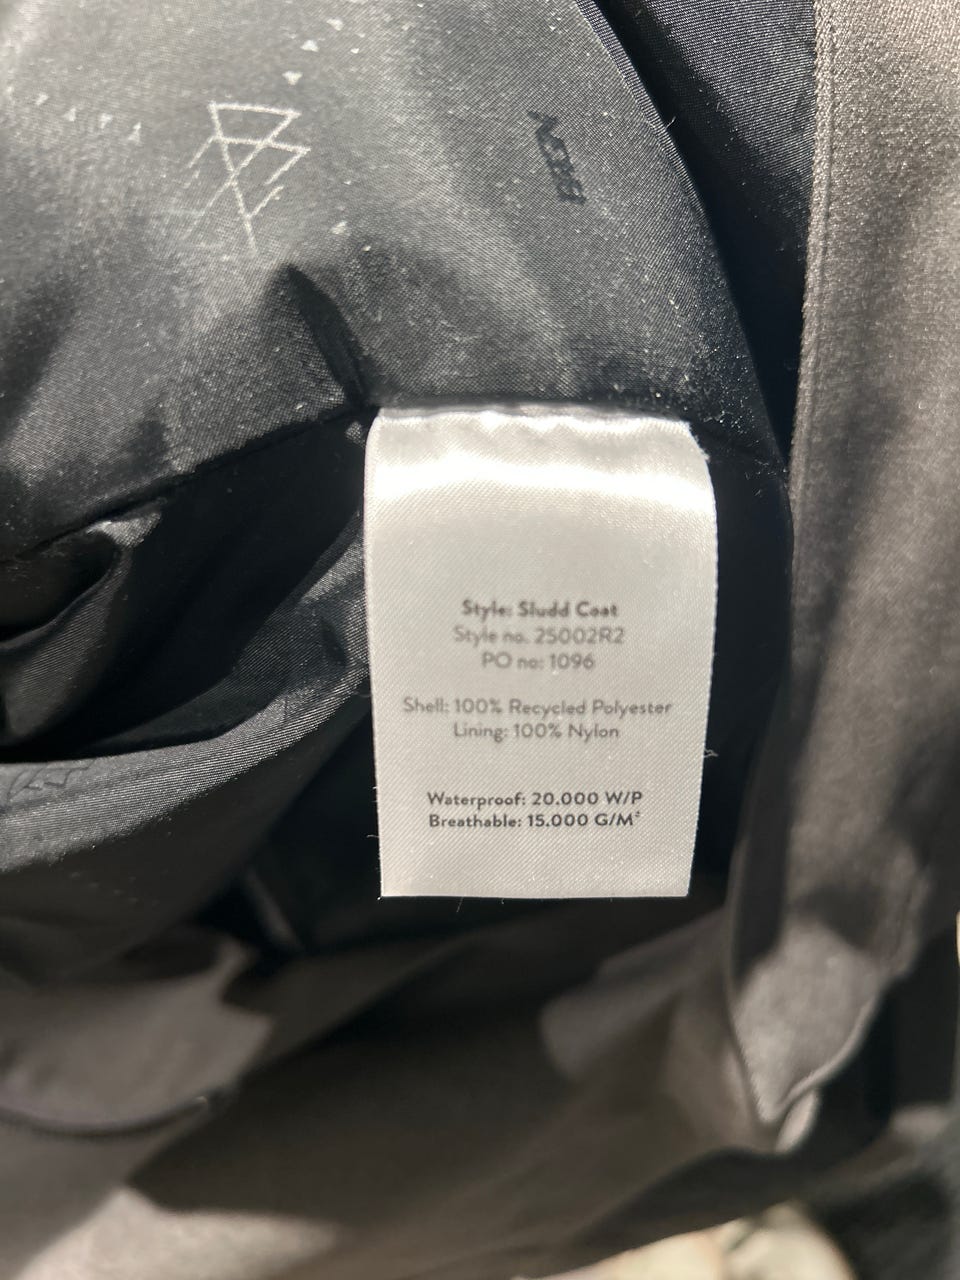 Style: Sludd Coat
Style no. 25002R2
PO no: 1096
Shell: 100% Recycled Polyester
Lining: 100% Nylon
Waterproof: 20.000 W/P
Breathable: 15.000 G/M²